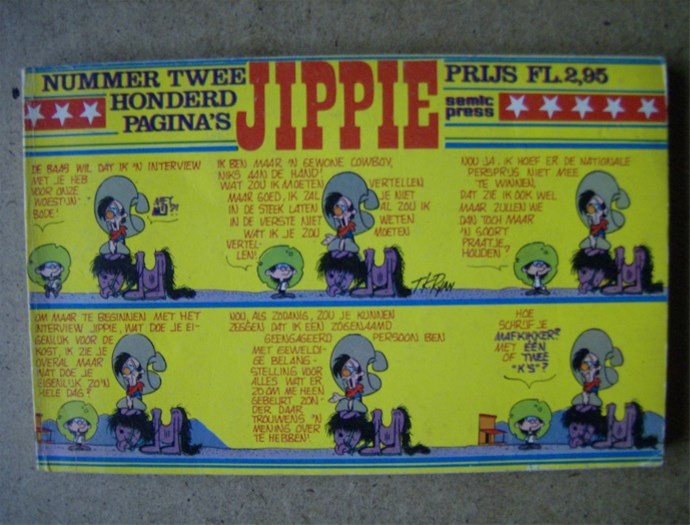 NUMMER TWEE
HONDERD
PAGINA'S
JIPPIE
PRIJS FL.2,95
semic
press
DE BAAS WIL DAT IK 'N INTERVIEW
MET JE HEB
VOOR ONZE
WOESTIJN-
BODE!
MET
MIJ?!
IK BEN MAAR 'N GEWONE COWBOY,
NIKS AAN DE HAND!
WAT ZOU IK MOETEN VERTELLEN
MAAR GOED, IK ZAL JE NIET
IN DE STEEK LATEN AL ZOU IK
IN DE VERSTE NIET WETEN
WAT IK JE ZOU MOETEN
VERTEL-
LEN!
T.K. Ryan
NOU JA. IK HOEF ER DE NATIONALE
PERSPRIJS NIET MEE
TE WINNEN,
DAT ZIE IK OOK WEL
MAAR ZULLEN WE
DAN TOCH MAAR
'N SOORT
PRAATJE
HOUDEN?
OM MAAR TE BEGINNEN MET HET
INTERVIEW JIPPIE, WAT DOE JE EI-
GENLIJK VOOR DE
KOST, IK ZIE JE
OVERAL MAAR
WAT DOE JE
EIGENLIJK ZO'N
HELE DAG?
NOU, ALS ZODANIG, ZOU JE KUNNEN
ZEGGEN DAT IK EEN ZOGENAAMD
GEËNGAGEERD PERSOON BEN
MET GEWELDI-
GE BELANG-
STELLING VOOR
ALLES WAT ER
ZO OM ME HEEN
GEBEURT ZON-
DER DAAR
TROUWENS 'N
MENING OVER
TE HEBBEN!
HOE
SCHRIJF JE
MAFKIKKER?
MET ÉÉN
OF TWEE
"K'S"?